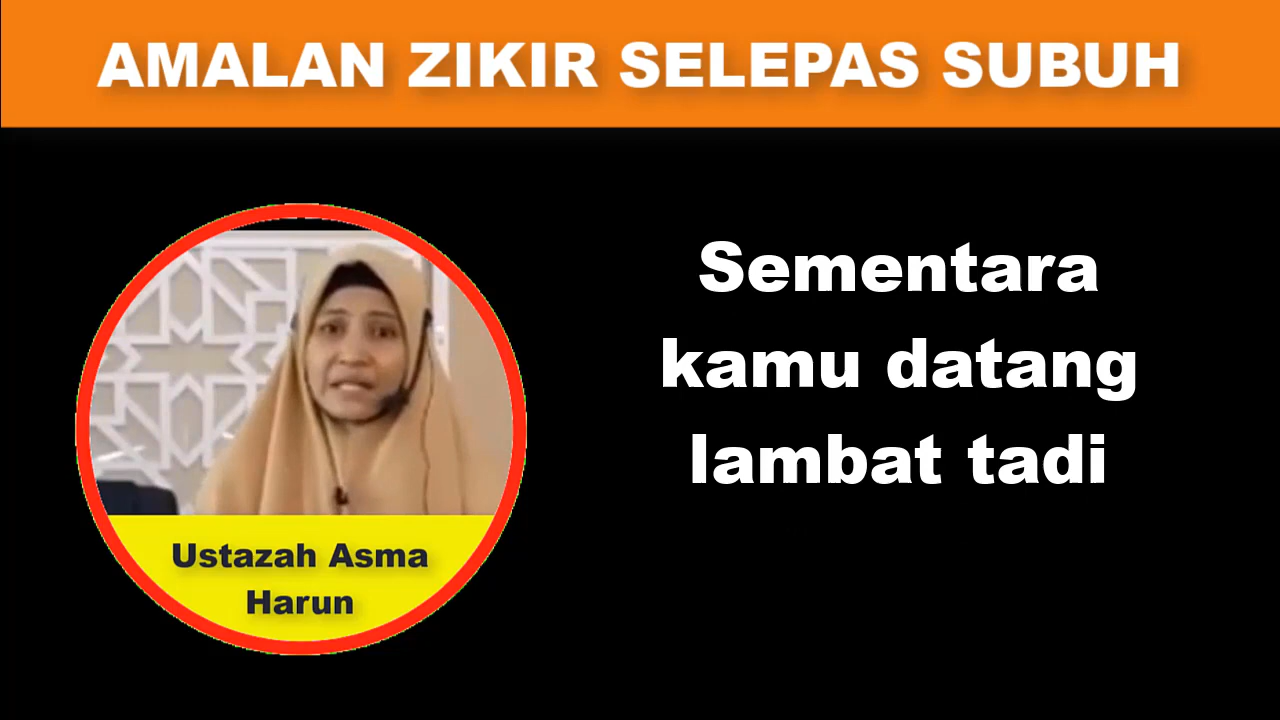 AMALAN ZIKIR SELEPAS SUBUH
Sementara
kamu datang
lambat tadi
Ustazah Asma
Harun